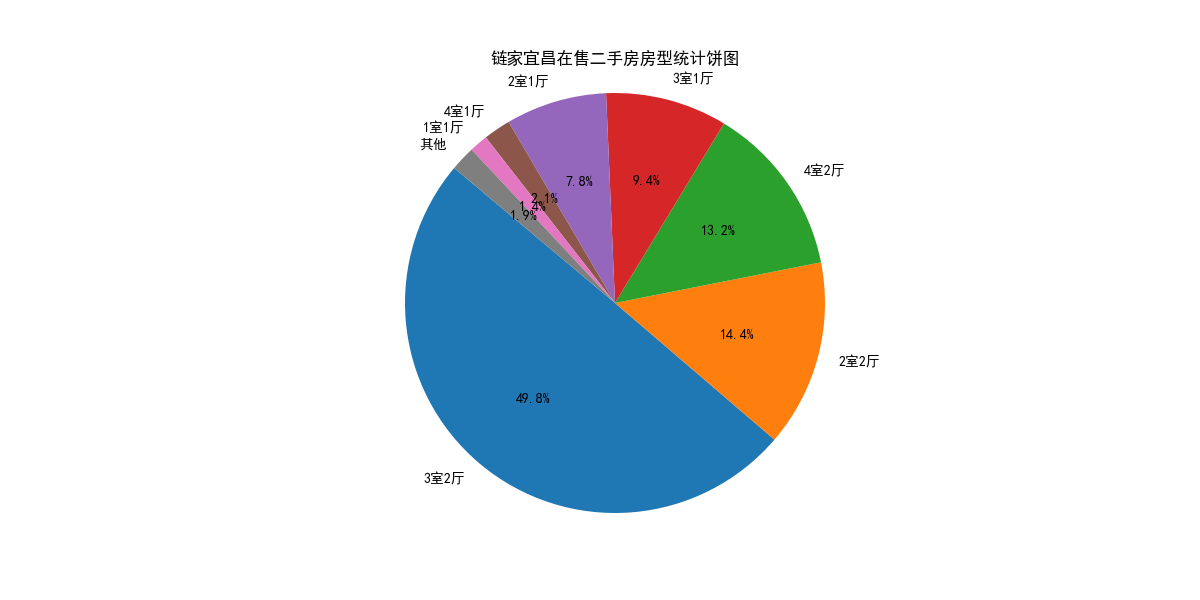 链家宜昌在售二手房房型统计饼图
3室1厅
2室1厅
4室1厅
1室1厅
其他
4室2厅
7.8%
9.4%
2.1%
1.4%
1.9%
13.2%
14.4%
2室2厅
49.8%
3室2厅